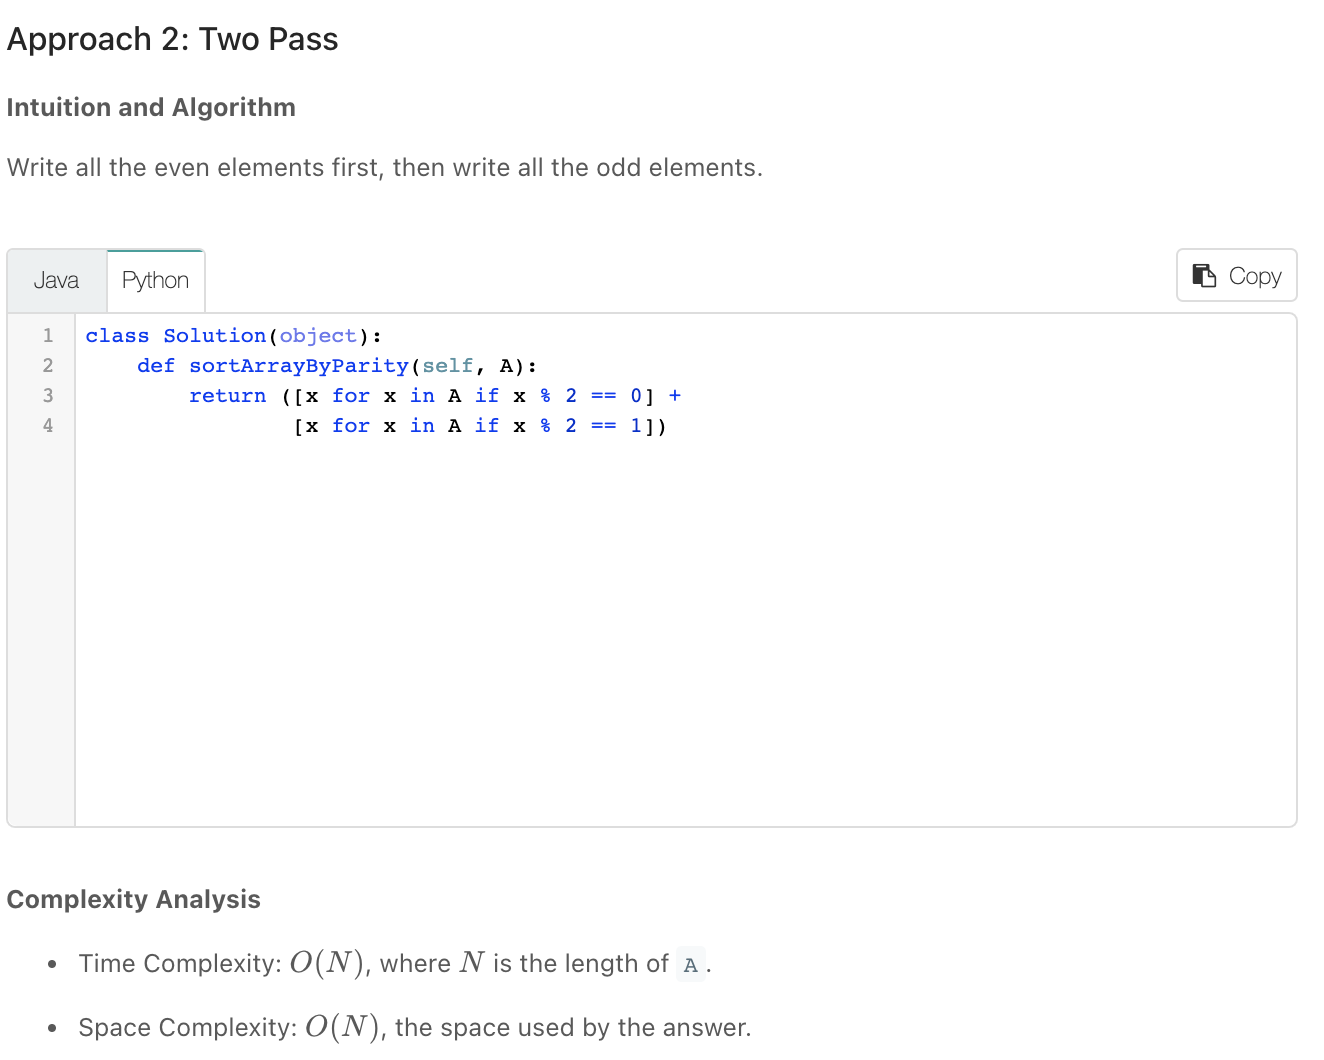 Approach 2: Two Pass
Intuition and Algorithm
Write all the even elements first, then write all the odd elements.
Java Python Copy
1 class Solution(object):
2     def sortArrayByParity(self, A):
3         return ([x for x in A if x % 2 == 0] +
4                 [x for x in A if x % 2 == 1])
Complexity Analysis
• Time Complexity: O(N), where N is the length of A.
• Space Complexity: O(N), the space used by the answer.